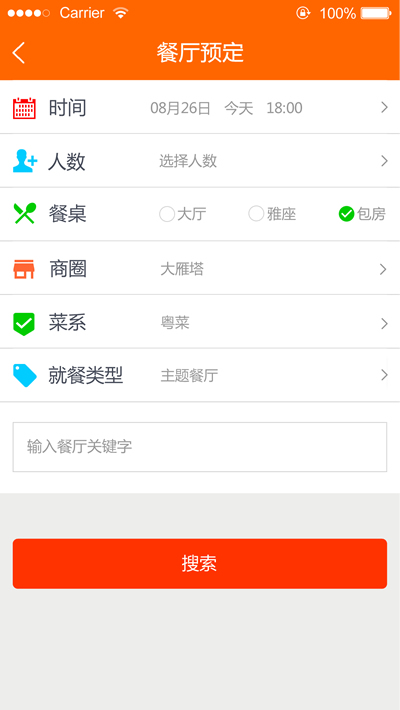 Carrier 100%
餐厅预定
时间 08月26日 今天 18:00
人数 选择人数
餐桌 大厅 雅座 包房
商圈 大雁塔
菜系 粤菜
就餐类型 主题餐厅
输入餐厅关键字
搜索